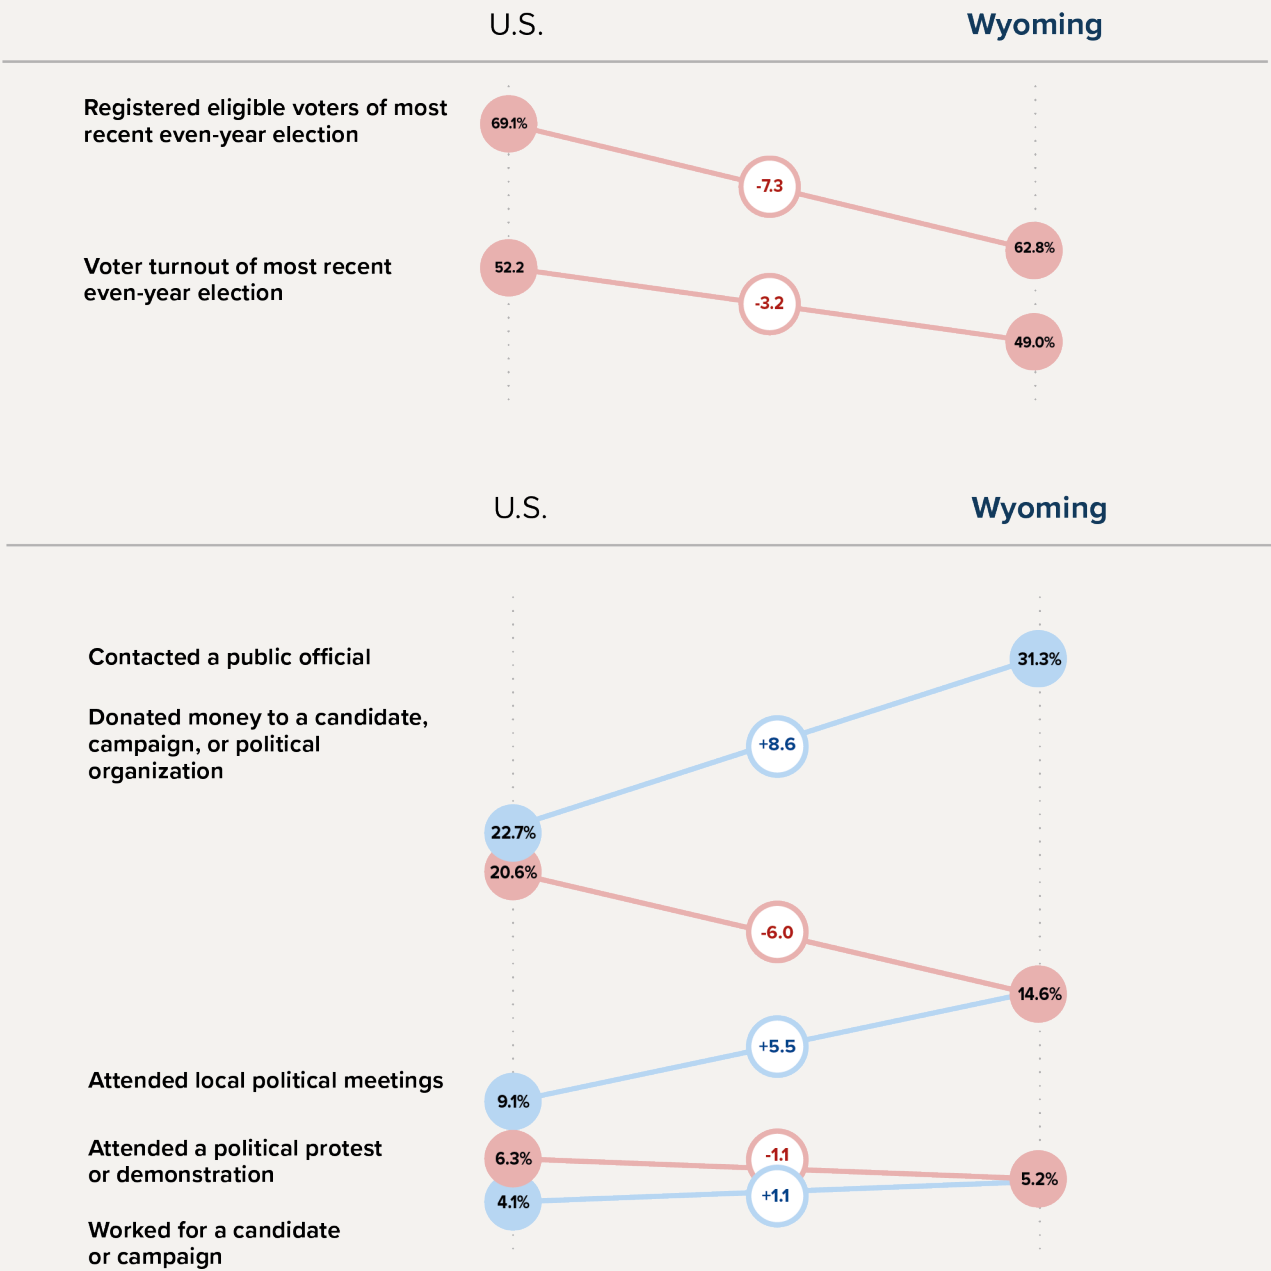 U.S. Wyoming
Registered eligible voters of most
recent even-year election
69.1%
-7.3
62.8%
Voter turnout of most recent
even-year election
52.2
-3.2
49.0%
U.S. Wyoming
Contacted a public official
31.3%
Donated money to a candidate,
campaign, or political
organization
+8.6
22.7%
20.6%
-6.0
14.6%
+5.5
Attended local political meetings
9.1%
Attended a political protest
or demonstration
6.3%
-1.1
5.2%
4.1%
+1.1
Worked for a candidate
or campaign